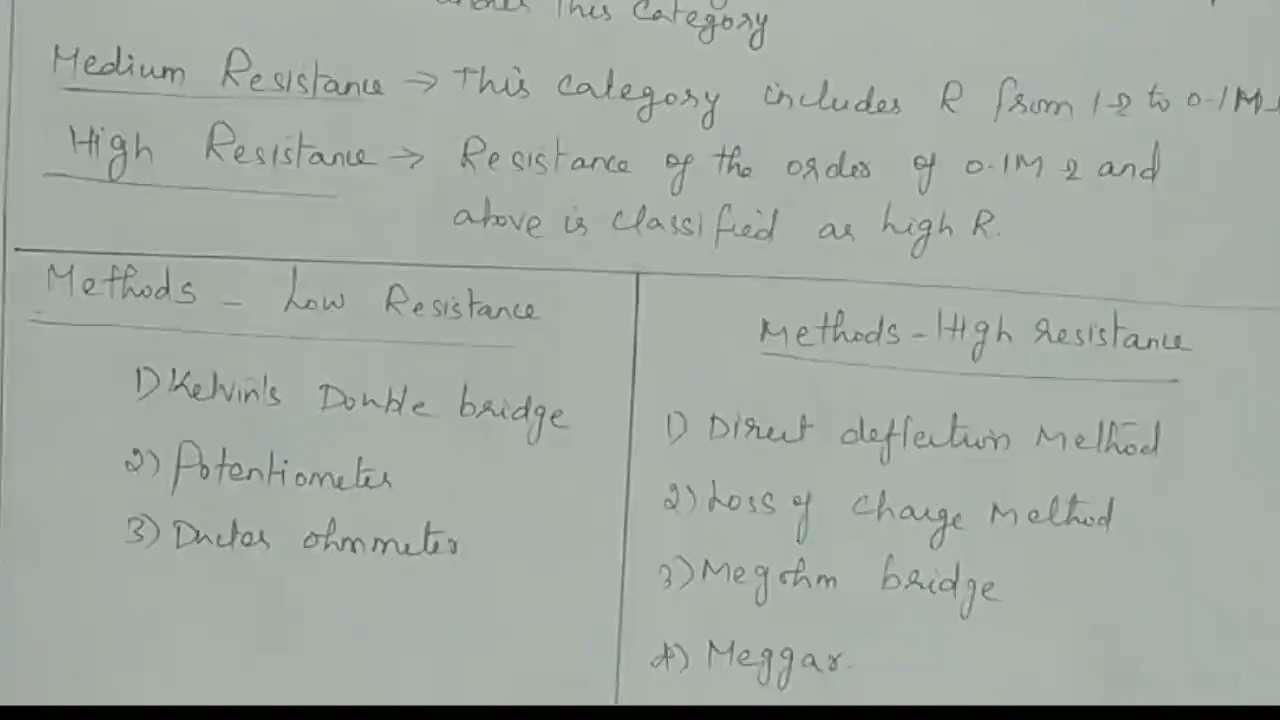 under This Category
Medium Resistance → This category includes R from 1Ω to 0.1M
High Resistance → Resistance of the order of 0.1MΩ and
above is classified as high R.
Methods - Low Resistance
1) Kelvin's Double bridge
2) Potentiometer
3) Ductor ohmmeter
Methods - High resistance
1) Direct deflection Method
2) Loss of charge Method
3) Megohm bridge
4) Meggar.